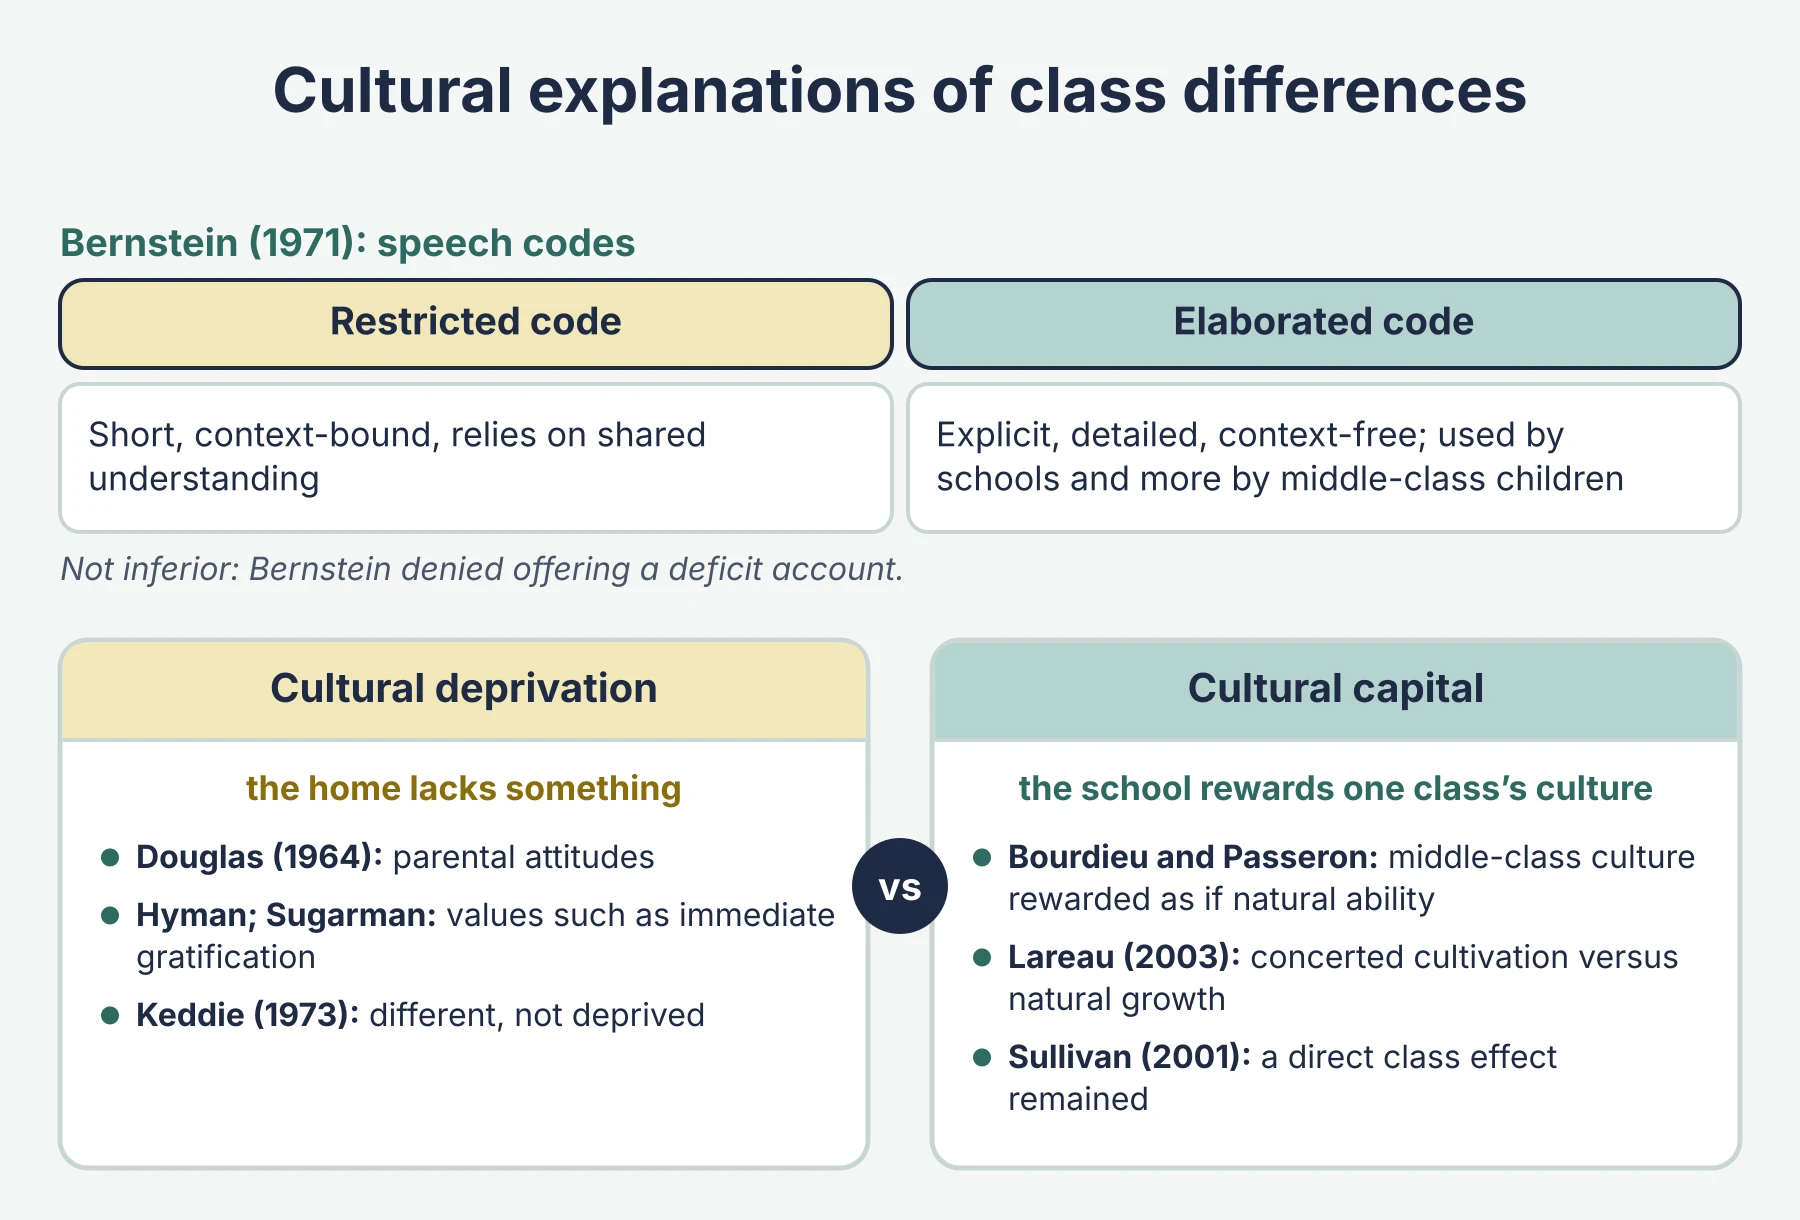 Cultural explanations of class differences
Bernstein (1971): speech codes
Restricted code
Elaborated code
Short, context-bound, relies on shared
understanding
Explicit, detailed, context-free; used by
schools and more by middle-class children
Not inferior: Bernstein denied offering a deficit account.
Cultural deprivation
the home lacks something
Douglas (1964): parental attitudes
Hyman; Sugarman: values such as immediate
gratification
Keddie (1973): different, not deprived
vs
Cultural capital
the school rewards one class’s culture
Bourdieu and Passeron: middle-class culture
rewarded as if natural ability
Lareau (2003): concerted cultivation versus
natural growth
Sullivan (2001): a direct class effect
remained